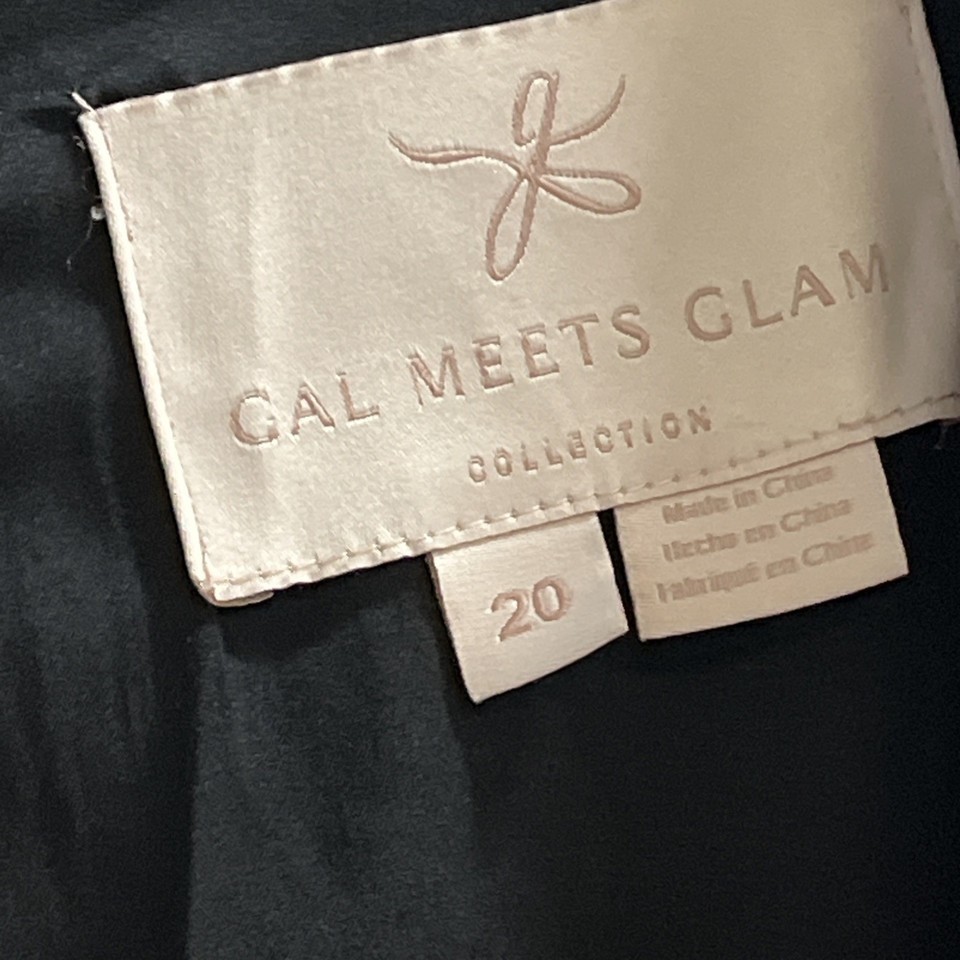 GAL MEETS GLAM
COLLECTION
20
Made in China
Hecho en China
Fabriqué en Chine